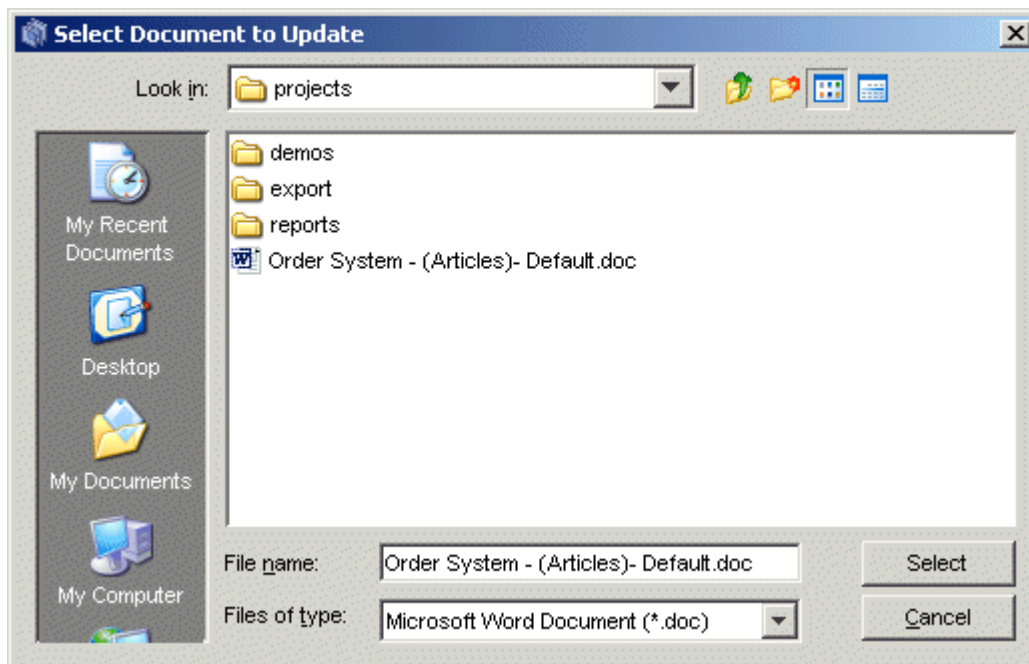 Select Document to Update
Look in:
projects
My Recent
Documents
Desktop
My Documents
My Computer
demos
export
reports
Order System - (Articles)- Default.doc
File name:
Order System - (Articles)- Default.doc
Select
Files of type:
Microsoft Word Document (*.doc)
Cancel